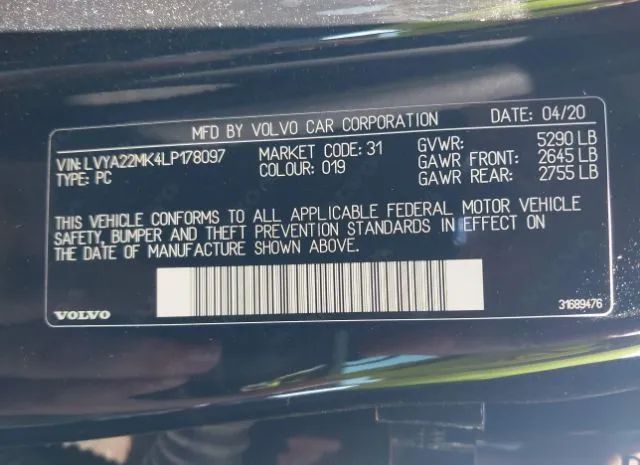 MFD BY VOLVO CAR CORPORATION DATE: 04/20
VIN:LVYA22MK4LP178097 MARKET CODE: 31 GVWR: 5290 LB
TYPE: PC COLOUR: 019 GAWR FRONT: 2645 LB
GAWR REAR: 2755 LB
THIS VEHICLE CONFORMS TO ALL APPLICABLE FEDERAL MOTOR VEHICLE
SAFETY, BUMPER AND THEFT PREVENTION STANDARDS IN EFFECT ON
THE DATE OF MANUFACTURE SHOWN ABOVE.
VOLVO 31689476